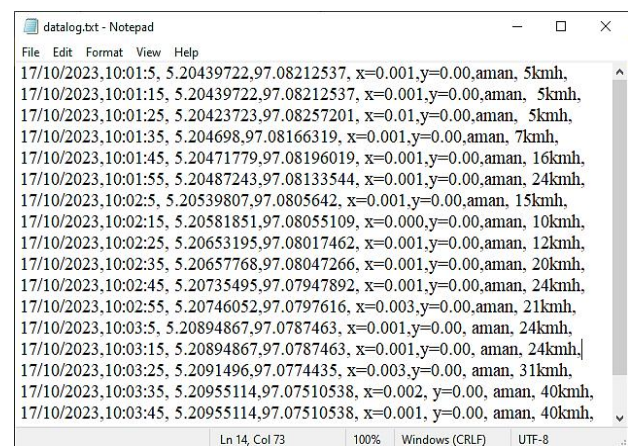 datalog.txt - Notepad
File Edit Format View Help
17/10/2023,10:01:5, 5.20439722,97.08212537, x=0.001,y=0.00,aman, 5kmh,
17/10/2023,10:01:15, 5.20439722,97.08212537, x=0.001,y=0.00,aman, 5kmh,
17/10/2023,10:01:25, 5.20423723,97.08257201, x=0.01,y=0.00,aman, 5kmh,
17/10/2023,10:01:35, 5.204698,97.08166319, x=0.001,y=0.00,aman, 7kmh,
17/10/2023,10:01:45, 5.20471779,97.08196019, x=0.001,y=0.00,aman, 16kmh,
17/10/2023,10:01:55, 5.20487243,97.08133544, x=0.001,y=0.00,aman, 24kmh,
17/10/2023,10:02:5, 5.20539807,97.0805642, x=0.001,y=0.00,aman, 15kmh,
17/10/2023,10:02:15, 5.20581851,97.08055109, x=0.000,y=0.00,aman, 10kmh,
17/10/2023,10:02:25, 5.20653195,97.08017462, x=0.001,y=0.00,aman, 12kmh,
17/10/2023,10:02:35, 5.20657768,97.08047266, x=0.001,y=0.00,aman, 20kmh,
17/10/2023,10:02:45, 5.20735495,97.07947892, x=0.001,y=0.00,aman, 24kmh,
17/10/2023,10:02:55, 5.20746052,97.0797616, x=0.003,y=0.00,aman, 21kmh,
17/10/2023,10:03:5, 5.20894867,97.0787463, x=0.001,y=0.00, aman, 24kmh,
17/10/2023,10:03:15, 5.20894867,97.0787463, x=0.001,y=0.00, aman, 24kmh,
17/10/2023,10:03:25, 5.2091496,97.0774435, x=0.003,y=0.00, aman, 31kmh,
17/10/2023,10:03:35, 5.20955114,97.07510538, x=0.002, y=0.00, aman, 40kmh,
17/10/2023,10:03:45, 5.20955114,97.07510538, x=0.001, y=0.00, aman, 40kmh,
Ln 14, Col 73 100% Windows (CRLF) UTF-8